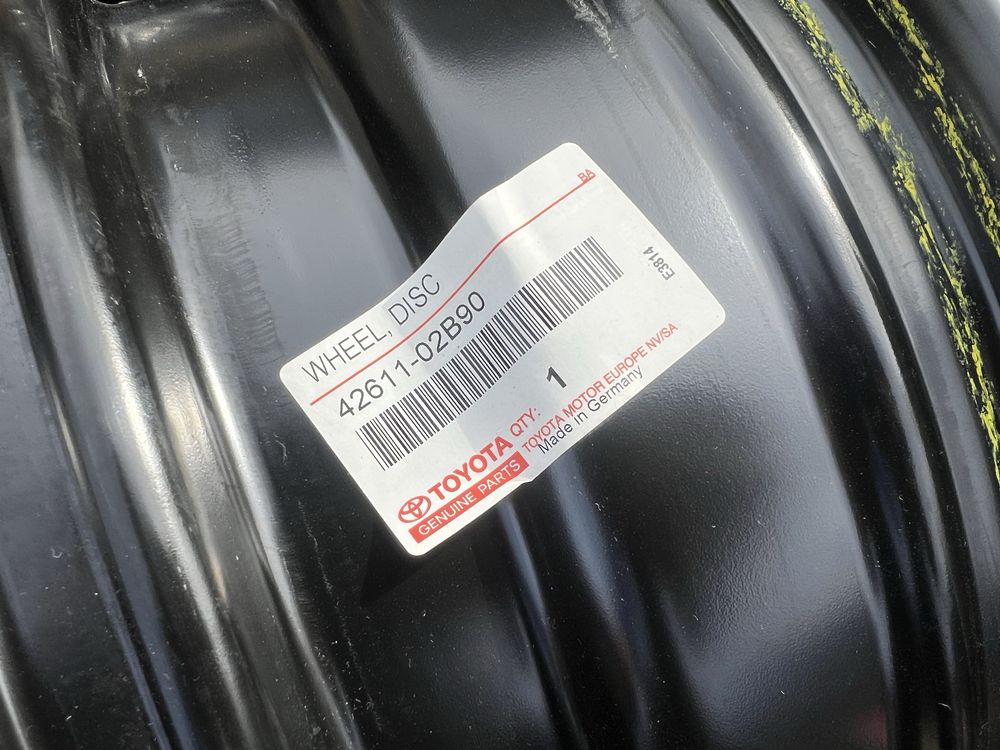 BA
WHEEL, DISC
42611-02B90
E3814
QTY: 1
TOYOTA
GENUINE PARTS
TOYOTA MOTOR EUROPE NV/SA
Made in Germany